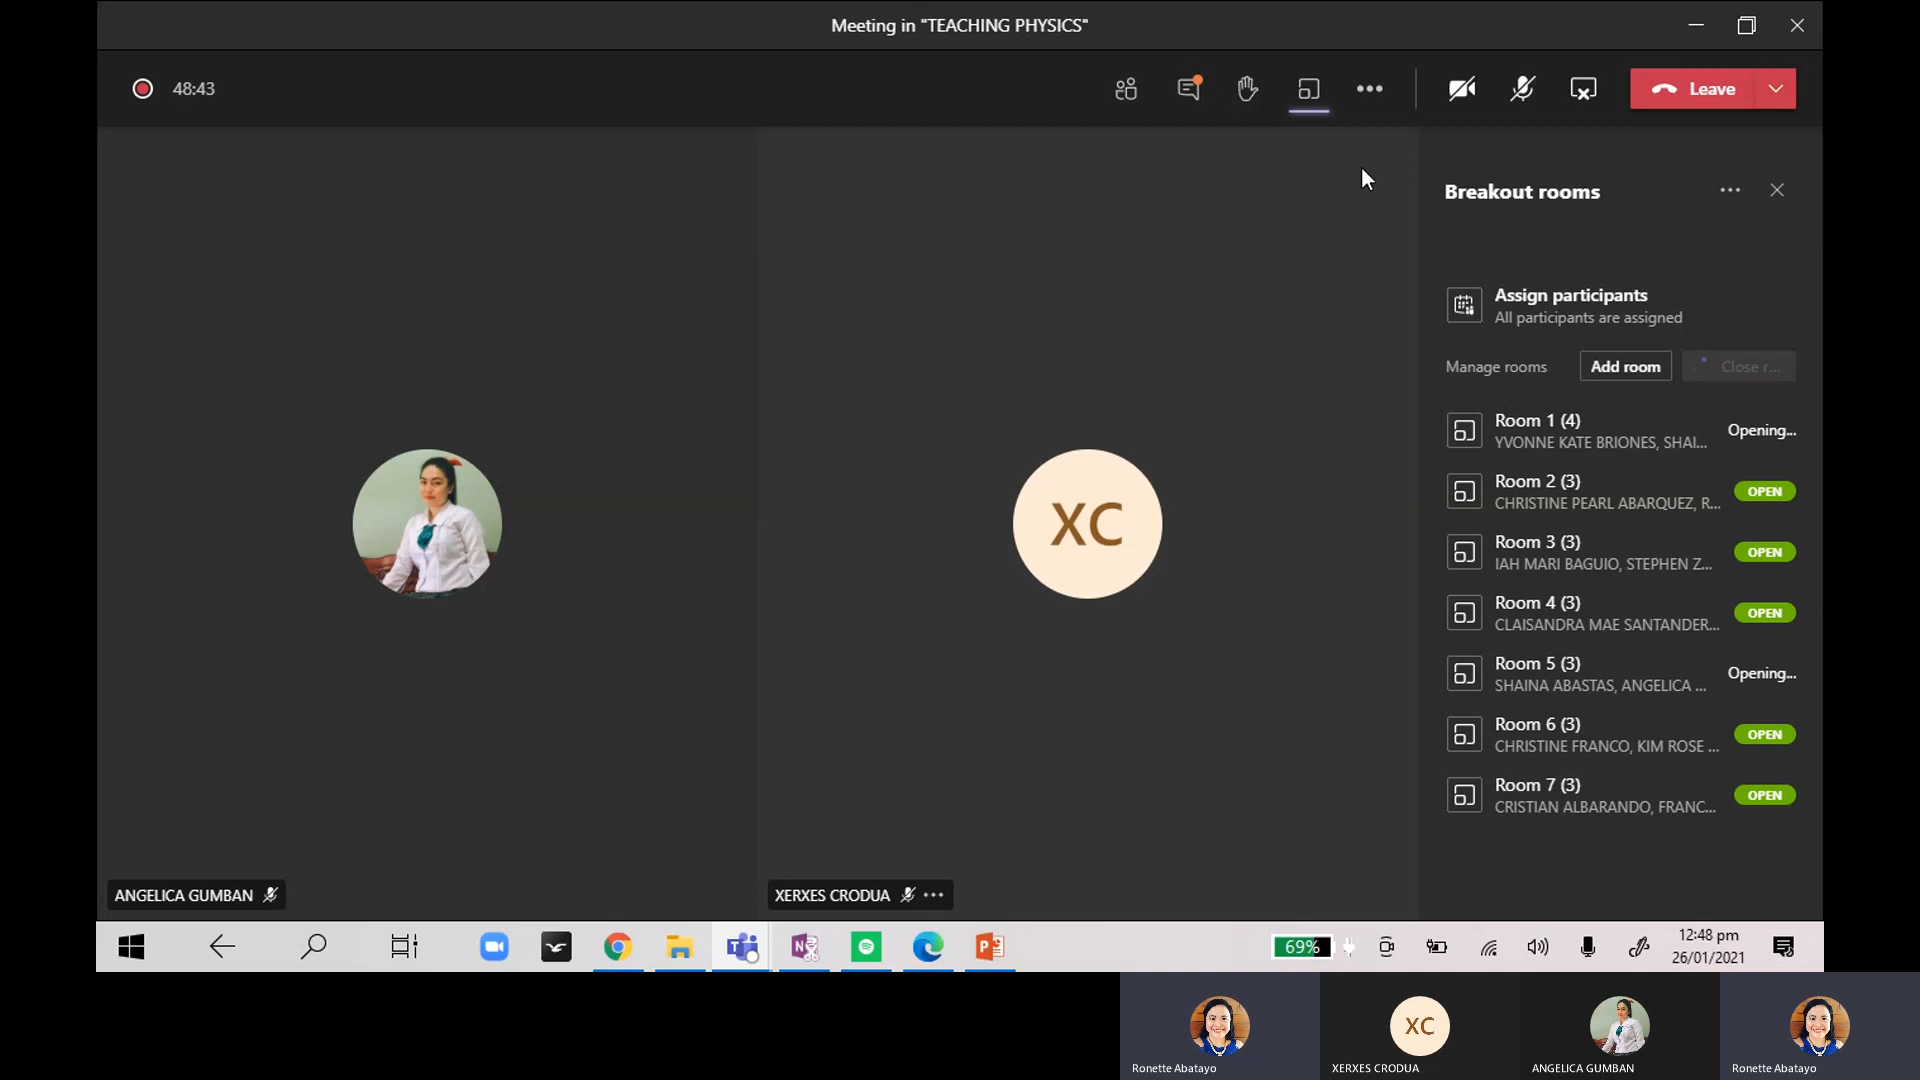 Meeting in "TEACHING PHYSICS"
48:43
Leave
Breakout rooms
Assign participants
All participants are assigned
Manage rooms
Add room
Close r...
Room 1 (4)
YVONNE KATE BRIONES, SHAI...
Opening...
Room 2 (3)
CHRISTINE PEARL ABARQUEZ, R...
OPEN
Room 3 (3)
IAH MARI BAGUIO, STEPHEN Z...
OPEN
Room 4 (3)
CLAISANDRA MAE SANTANDER...
OPEN
Room 5 (3)
SHAINA ABASTAS, ANGELICA ...
Opening...
Room 6 (3)
CHRISTINE FRANCO, KIM ROSE ...
OPEN
Room 7 (3)
CRISTIAN ALBARANDO, FRANC...
OPEN
XC
ANGELICA GUMBAN
XERXES CRODUA
69%
12:48 pm
26/01/2021
XC
Ronette Abatayo
XERXES CRODUA
ANGELICA GUMBAN
Ronette Abatayo